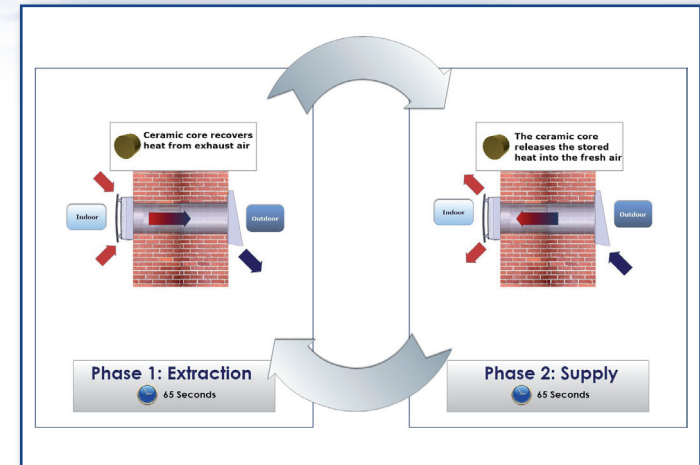 Ceramic core recovers
heat from exhaust air
Indoor
Outdoor
Phase 1: Extraction
65 Seconds
The ceramic core
releases the stored
heat into the fresh air
Indoor
Outdoor
Phase 2: Supply
65 Seconds